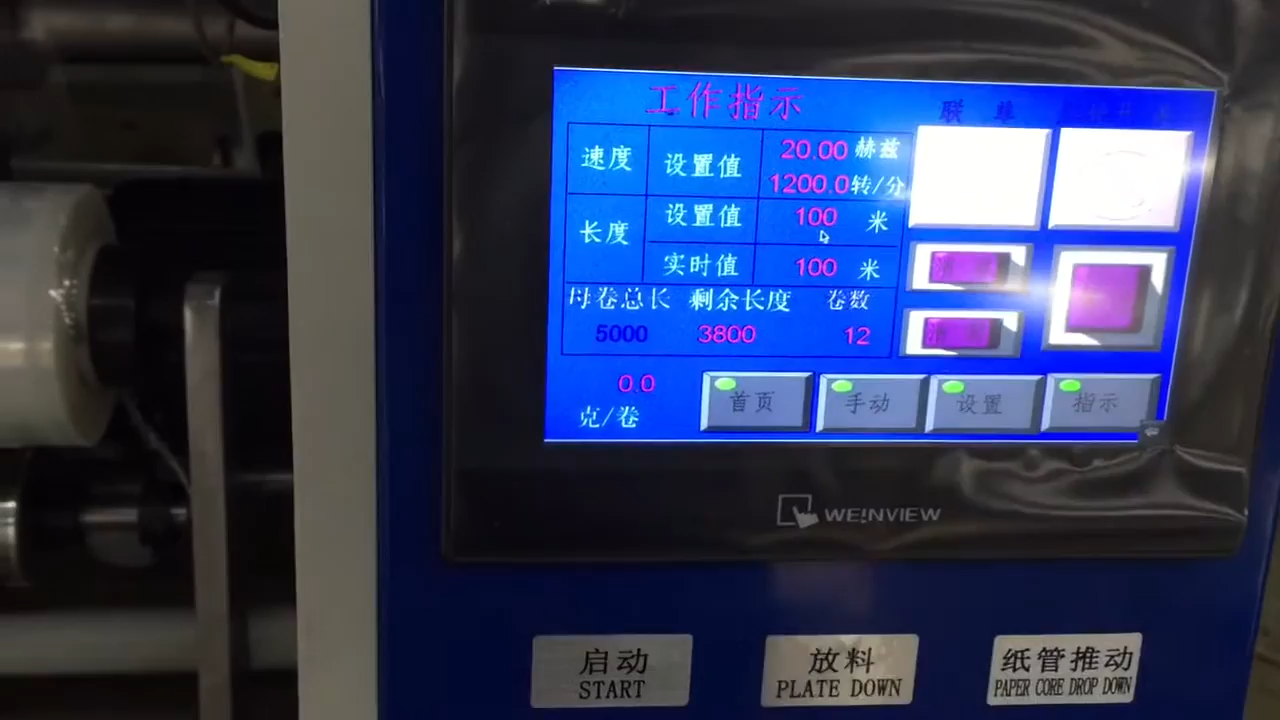 工作指示
速度 设置值 20.00 赫兹
1200.0 转/分
长度 设置值 100 米
实时值 100 米
母卷总长 剩余长度 卷数
5000 3800 12
0.0
克/卷
首页 手动 设置 指示
WEINVIEW
启动 放料 纸管推动
START PLATE DOWN PAPER CORE DROP DOWN